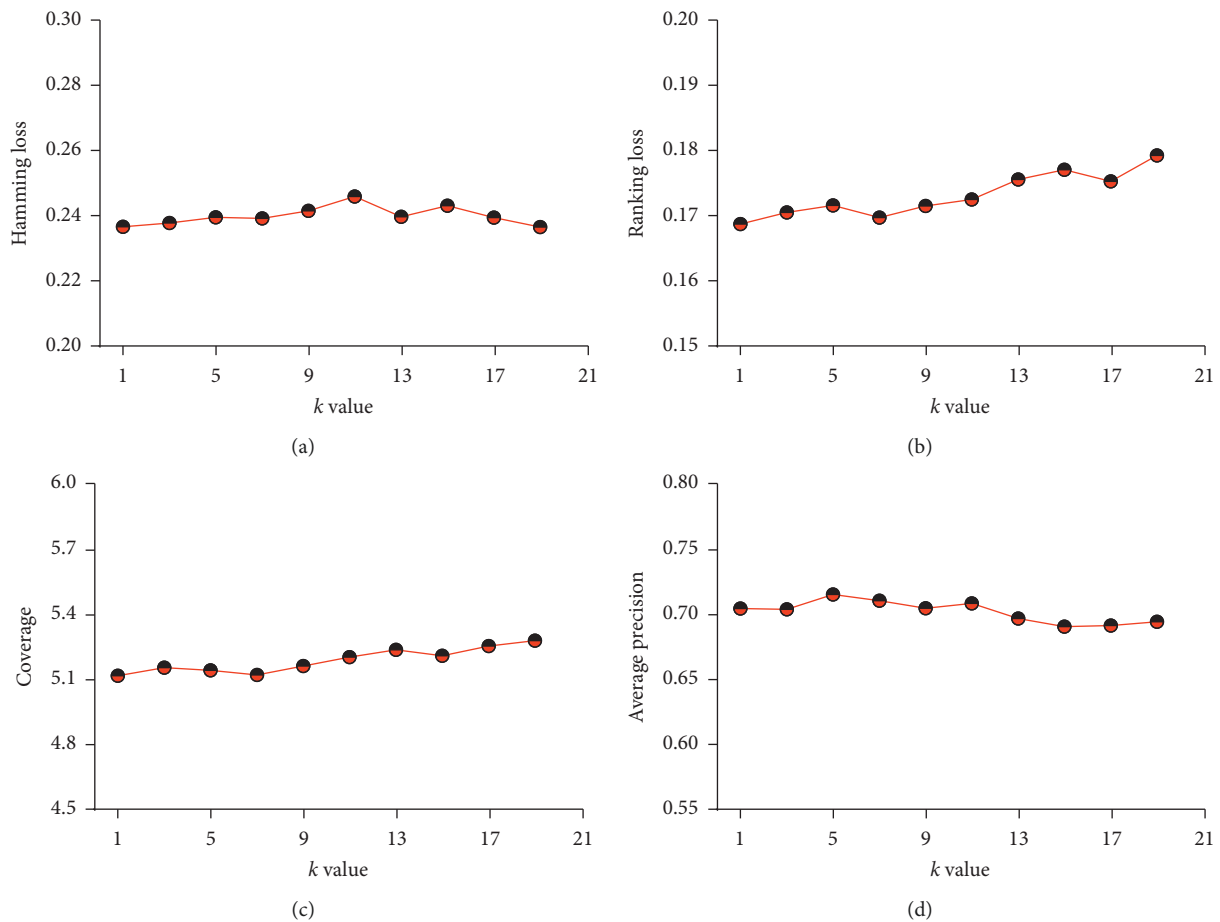 0.30
0.28
0.26
0.24
0.22
0.20
Hamming loss
1 5 9 13 17 21
k value
(a)
0.20
0.19
0.18
0.17
0.16
0.15
Ranking loss
1 5 9 13 17 21
k value
(b)
6.0
5.7
5.4
5.1
4.8
4.5
Coverage
1 5 9 13 17 21
k value
(c)
0.80
0.75
0.70
0.65
0.60
0.55
Average precision
1 5 9 13 17 21
k value
(d)